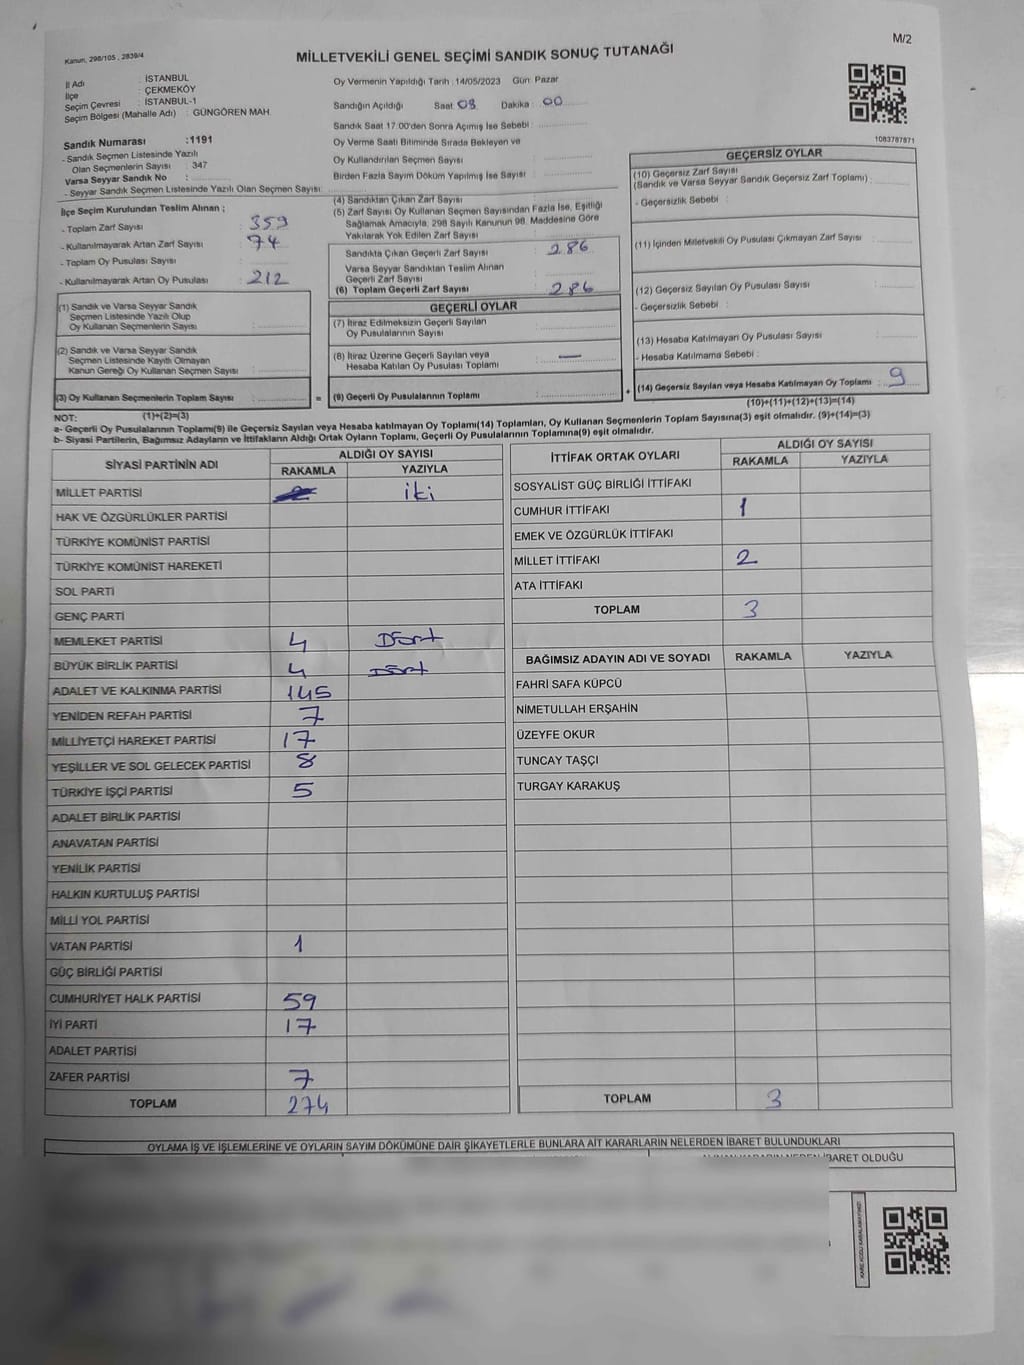 Kanun, 298/105 , 2839/4
M/2
MİLLETVEKİLİ GENEL SEÇİMİ SANDIK SONUÇ TUTANAĞI
İl Adı : İSTANBUL
İlçe : ÇEKMEKÖY
Seçim Çevresi : İSTANBUL-1
Seçim Bölgesi (Mahalle Adı) : GÜNGÖREN MAH
Oy Vermenin Yapıldığı Tarih : 14/05/2023 Gün: Pazar
Sandığın Açıldığı Saat 08 Dakika : 00
Sandık Saat 17:00'den Sonra Açımış İse Sebebi :
Oy Verme Saati Bitiminde Sırada Bekleyen ve
Oy Kullandırılan Seçmen Sayısı
Birden Fazla Sayım Döküm Yapılmış İse Sayısı
1083787871
Sandık Numarası :1191
- Sandık Seçmen Listesinde Yazılı
Olan Seçmenlerin Sayısı : 347
Varsa Seyyar Sandık No :
- Seyyar Sandık Seçmen Listesinde Yazılı Olan Seçmen Sayısı:
İlçe Seçim Kurulundan Teslim Alınan ;
- Toplam Zarf Sayısı : 359
- Kullanılmayarak Artan Zarf Sayısı : 74
- Toplam Oy Pusulası Sayısı
- Kullanılmayarak Artan Oy Pusulası : 212
(1) Sandık ve Varsa Seyyar Sandık
Seçmen Listesinde Yazılı Olup
Oy Kullanan Seçmenlerin Sayısı :
(2) Sandık ve Varsa Seyyar Sandık
Seçmen Listesinde Kayıtlı Olmayan
Kanun Gereği Oy Kullanan Seçmen Sayısı :
(3) Oy Kullanan Seçmenlerin Toplam Sayısı :
(1)+(2)=(3)
(4) Sandıktan Çıkan Zarf Sayısı :
(5) Zarf Sayısı Oy Kullanan Seçmen Sayısından Fazla İse, Eşitliği
Sağlamak Amacıyla, 298 Sayılı Kanunun 98. Maddesine Göre
Yakılarak Yok Edilen Zarf Sayısı :
Sandıkta Çıkan Geçerli Zarf Sayısı : 286
Varsa Seyyar Sandıktan Teslim Alınan
Geçerli Zarf Sayısı
(6) Toplam Geçerli Zarf Sayısı : 286
GEÇERLİ OYLAR
(7) İtiraz Edilmeksizin Geçerli Sayılan
Oy Pusulalarının Sayısı :
(8) İtiraz Üzerine Geçerli Sayılan veya
Hesaba Katılan Oy Pusulası Toplamı : —
= (9) Geçerli Oy Pusulalarının Toplamı : +
GEÇERSİZ OYLAR
(10) Geçersiz Zarf Sayısı
(Sandık ve Varsa Seyyar Sandık Geçersiz Zarf Toplamı) :
- Geçersizlik Sebebi :
(11) İçinden Milletvekili Oy Pusulası Çıkmayan Zarf Sayısı
(12) Geçersiz Sayılan Oy Pusulası Sayısı
- Geçersizlik Sebebi :
(13) Hesaba Katılmayan Oy Pusulası Sayısı
- Hesaba Katılmama Sebebi :
(14) Geçersiz Sayılan veya Hesaba Katılmayan Oy Toplamı : 9
(10)+(11)+(12)+(13)=(14)
NOT:
a- Geçerli Oy Pusulalarının Toplamı(9) ile Geçersiz Sayılan veya Hesaba katılmayan Oy Toplamı(14) Toplamları, Oy Kullanan Seçmenlerin Toplam Sayısına(3) eşit olmalıdır. (9)+(14)=(3)
b- Siyasi Partilerin, Bağımsız Adayların ve İttifakların Aldığı Ortak Oyların Toplamı, Geçerli Oy Pusulalarının Toplamına(9) eşit olmalıdır.
SİYASİ PARTİNİN ADI ALDIĞI OY SAYISI
RAKAMLA YAZIYLA
MİLLET PARTİSİ 2 iki
HAK VE ÖZGÜRLÜKLER PARTİSİ
TÜRKİYE KOMÜNİST PARTİSİ
TÜRKİYE KOMÜNİST HAREKETİ
SOL PARTİ
GENÇ PARTİ
MEMLEKET PARTİSİ 4 Dört
BÜYÜK BİRLİK PARTİSİ 4 Dört
ADALET VE KALKINMA PARTİSİ 145
YENİDEN REFAH PARTİSİ 7
MİLLİYETÇİ HAREKET PARTİSİ 17
YEŞİLLER VE SOL GELECEK PARTİSİ 8
TÜRKİYE İŞÇİ PARTİSİ 5
ADALET BİRLİK PARTİSİ
ANAVATAN PARTİSİ
YENİLİK PARTİSİ
HALKIN KURTULUŞ PARTİSİ
MİLLİ YOL PARTİSİ
VATAN PARTİSİ 1
GÜÇ BİRLİĞİ PARTİSİ
CUMHURİYET HALK PARTİSİ 59
İYİ PARTİ 17
ADALET PARTİSİ
ZAFER PARTİSİ 7
TOPLAM 274
İTTİFAK ORTAK OYLARI ALDIĞI OY SAYISI
RAKAMLA YAZIYLA
SOSYALİST GÜÇ BİRLİĞİ İTTİFAKI
CUMHUR İTTİFAKI 1
EMEK VE ÖZGÜRLÜK İTTİFAKI
MİLLET İTTİFAKI 2
ATA İTTİFAKI
TOPLAM 3
BAĞIMSIZ ADAYIN ADI VE SOYADI RAKAMLA YAZIYLA
FAHRİ SAFA KÜPCÜ
NİMETULLAH ERŞAHİN
ÜZEYFE OKUR
TUNCAY TAŞÇI
TURGAY KARAKUŞ
TOPLAM 3
OYLAMA İŞ VE İŞLEMLERİNE VE OYLARIN SAYIM DÖKÜMÜNE DAİR ŞİKAYETLERLE BUNLARA AİT KARARLARIN NELERDEN İBARET BULUNDUKLARI
İBARET OLDUĞU